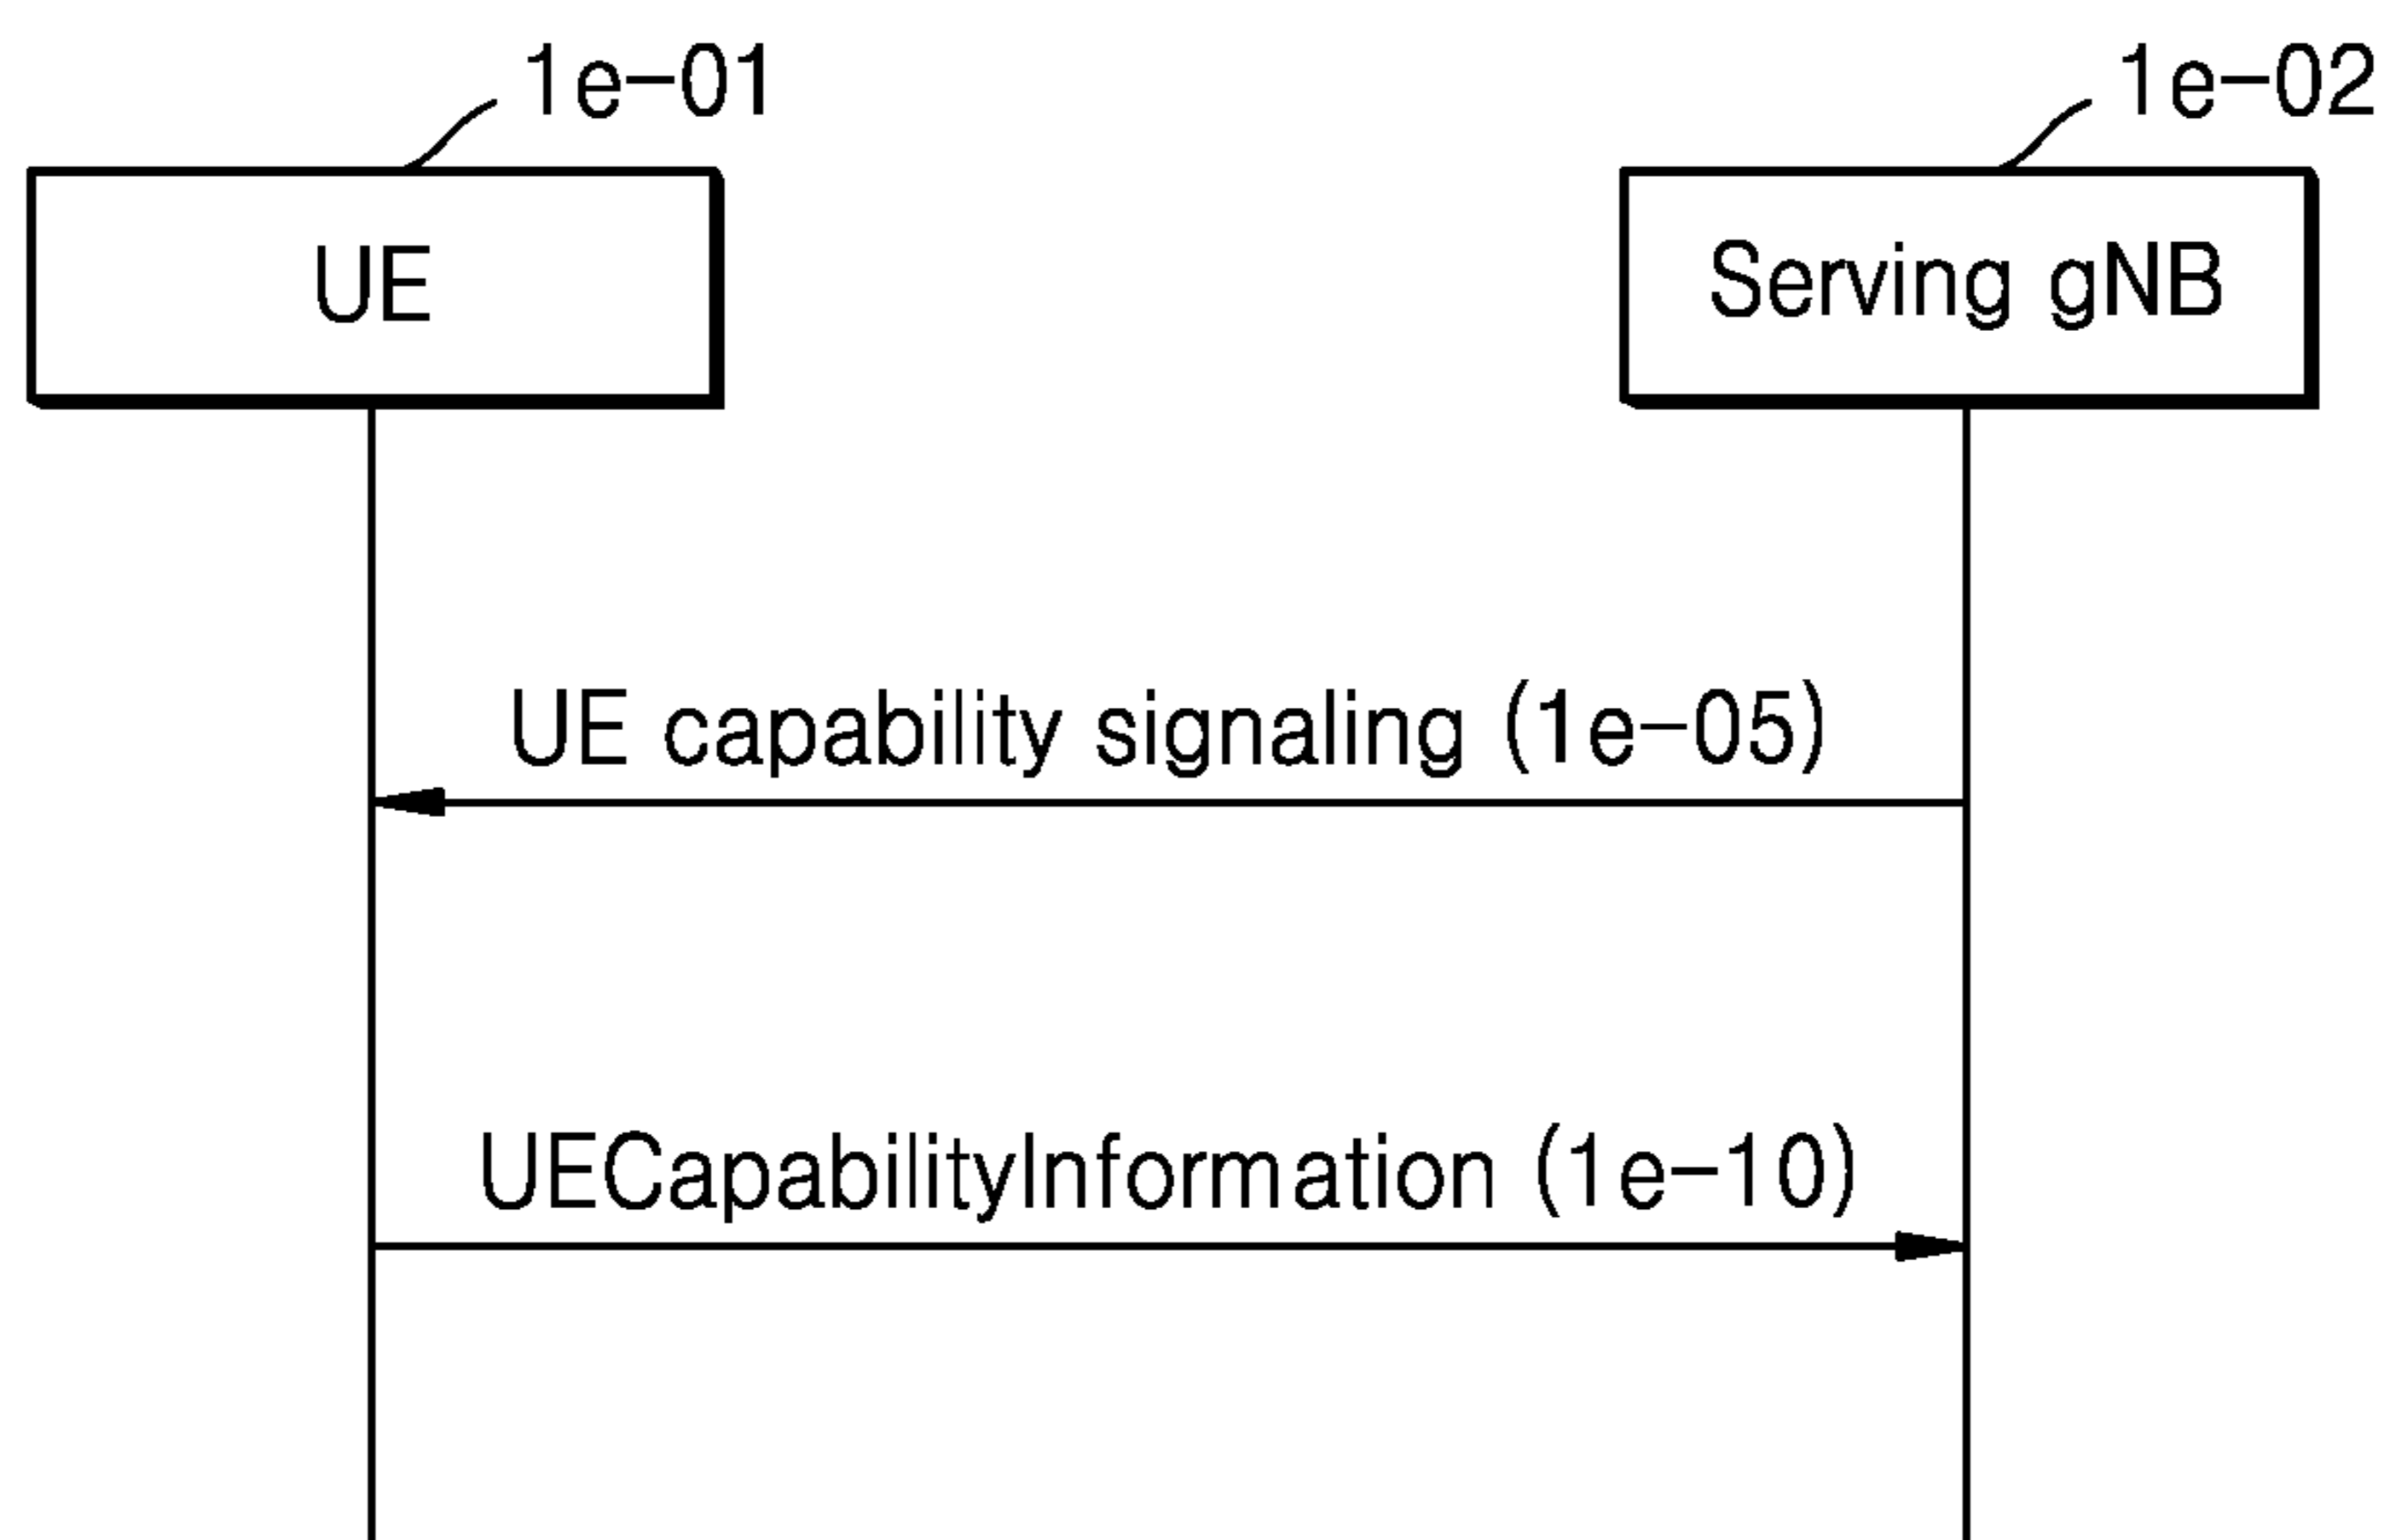 1e-01
1e-02
UE
Serving gNB
UE capability signaling (1e-05)
UECapabilityInformation (1e-10)